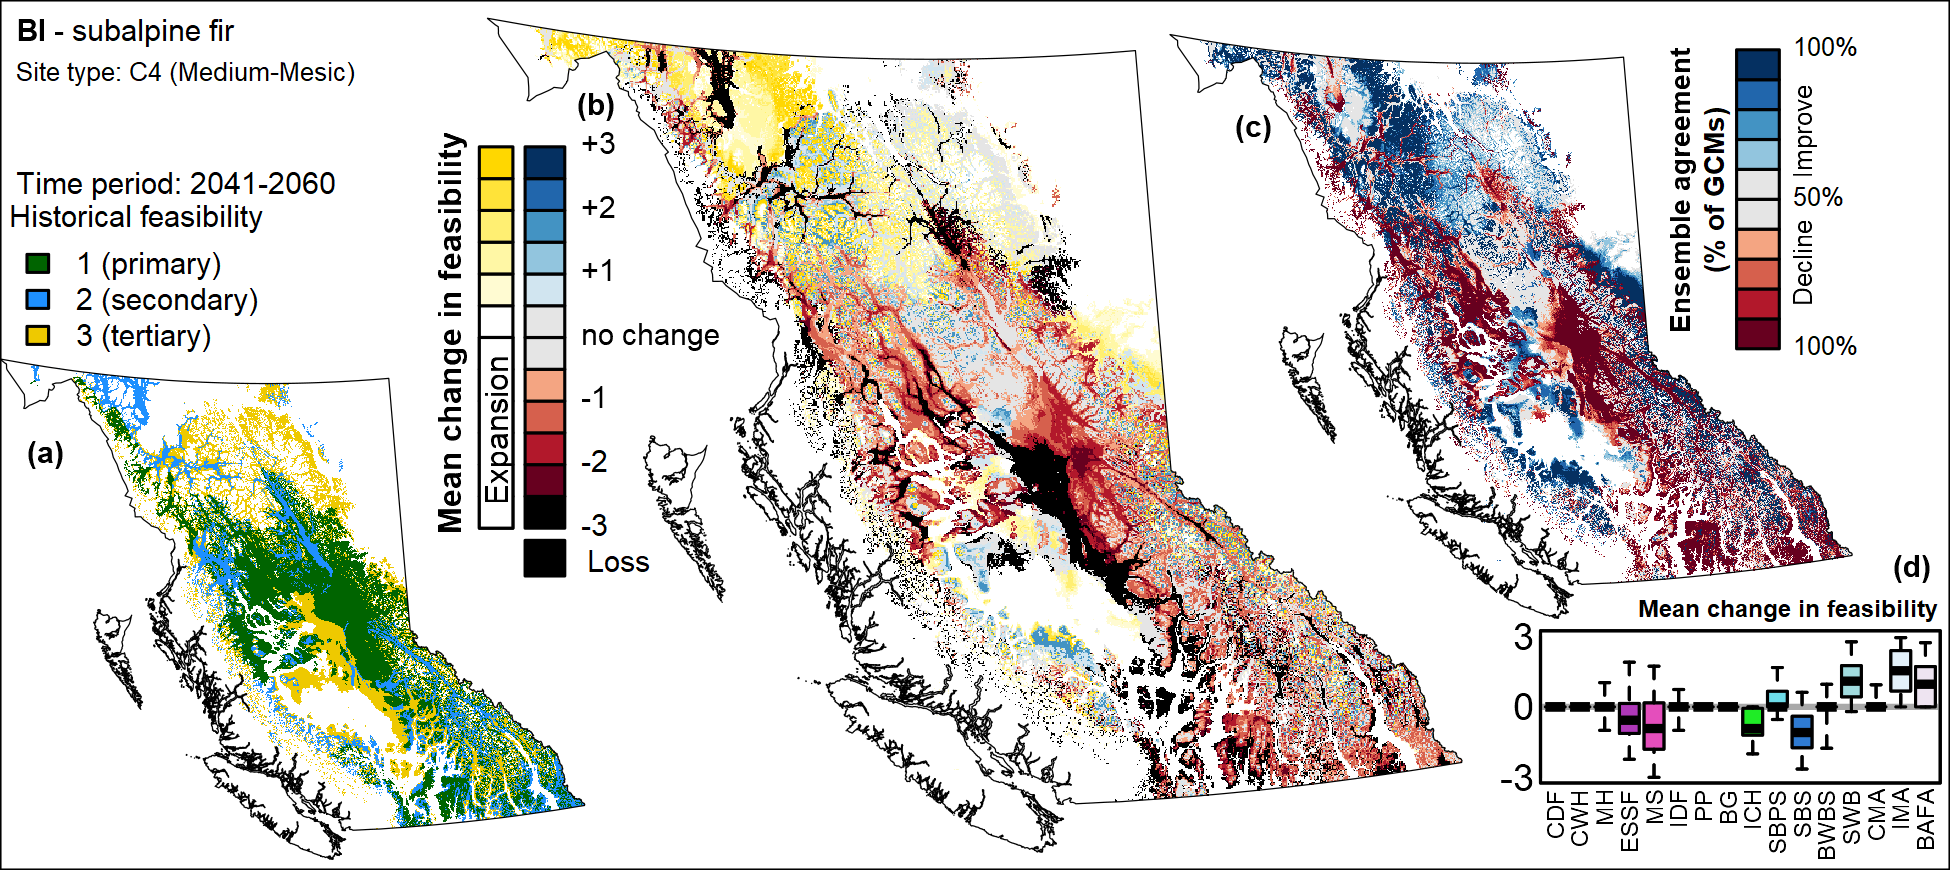 Bl - subalpine fir
Site type: C4 (Medium-Mesic)
Time period: 2041-2060
Historical feasibility
1 (primary)
2 (secondary)
3 (tertiary)
(a)
(b)
Mean change in feasibility
Expansion
+3
+2
+1
no change
-1
-2
-3
Loss
(c)
Ensemble agreement
(% of GCMs)
100%
Improve
50%
Decline
100%
(d)
Mean change in feasibility
3
0
-3
CDF
CWH
MH
ESSF
MS
IDF
PP
BG
ICH
SBPS
SBS
BWBS
SWB
CMA
IMA
BAFA